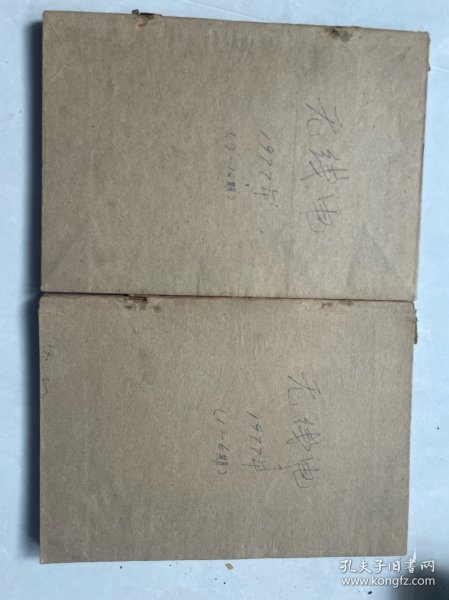 无线电
1977年
(7-12期)
无线电
1977年
(1-6期)
孔夫子旧书网
www.kongfz.com